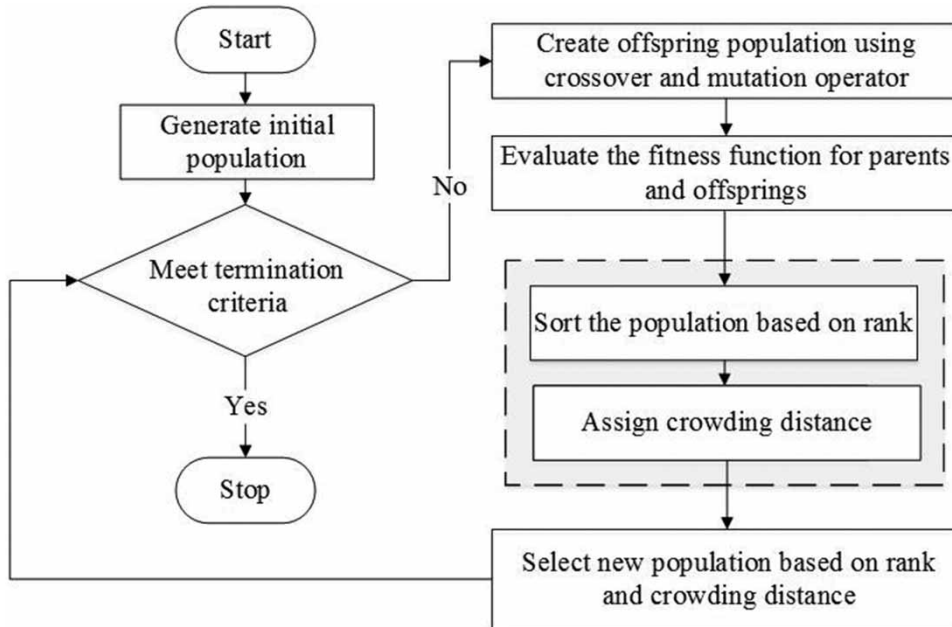 Start
Generate initial
population
Meet termination
criteria
Yes
Stop
No
Create offspring population using
crossover and mutation operator
Evaluate the fitness function for parents
and offsprings
Sort the population based on rank
Assign crowding distance
Select new population based on rank
and crowding distance